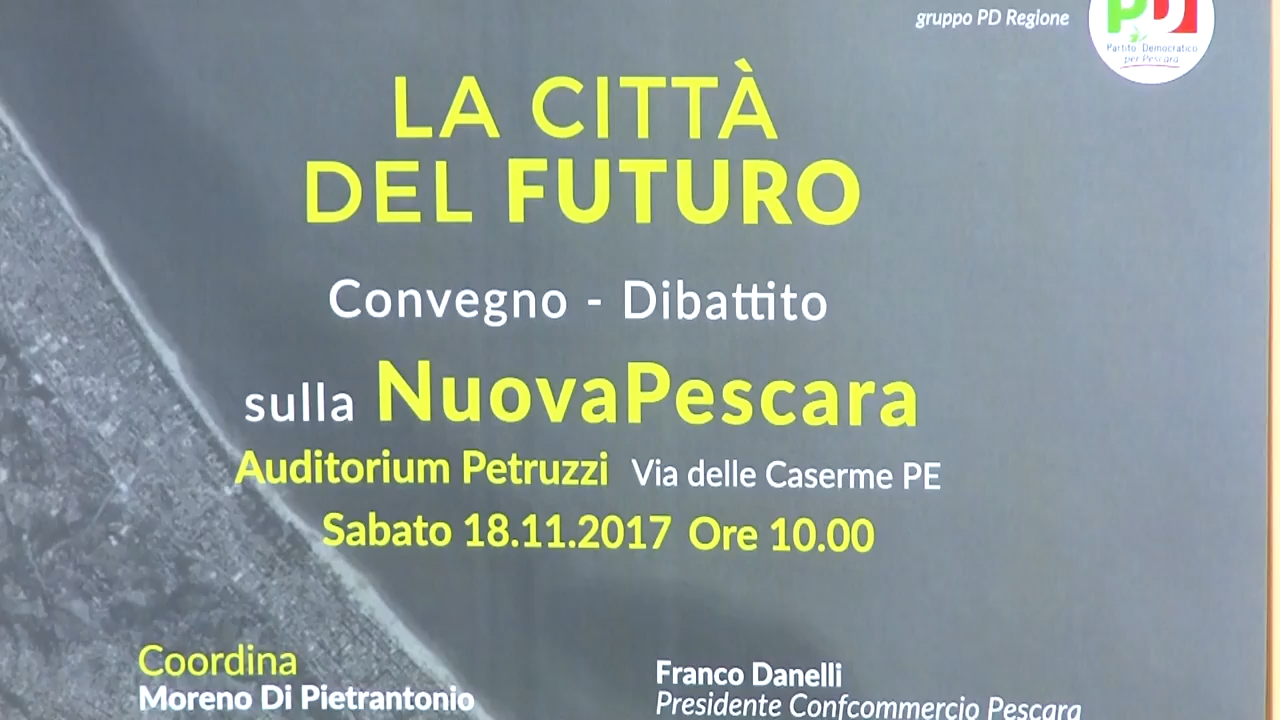 gruppo PD Regione
PD
Partito Democratico
per Pescara
LA CITTÀ
DEL FUTURO
Convegno - Dibattito
sulla NuovaPescara
Auditorium Petruzzi Via delle Caserme PE
Sabato 18.11.2017 Ore 10.00
Coordina
Moreno Di Pietrantonio
Franco Danelli
Presidente Confcommercio Pescara